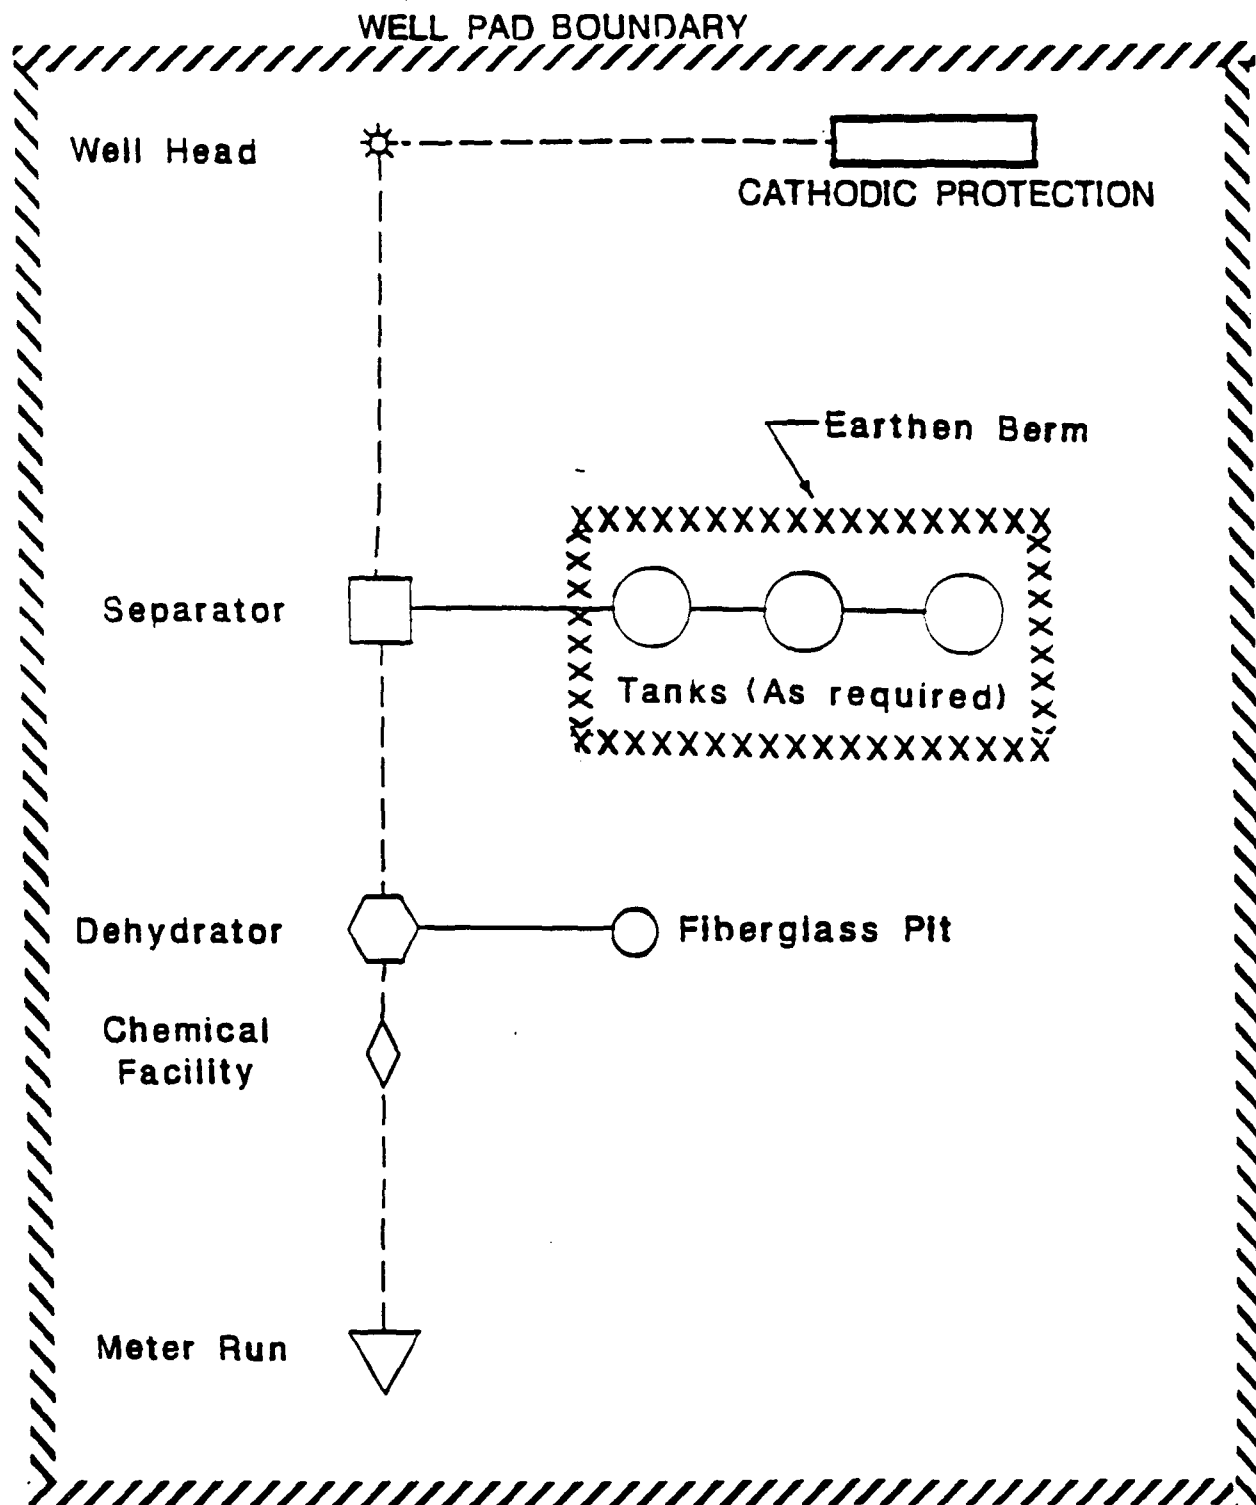 WELL PAD BOUNDARY
Well Head
CATHODIC PROTECTION
Earthen Berm
Separator
Tanks (As required)
Dehydrator
Fiberglass Pit
Chemical
Facility
Meter Run